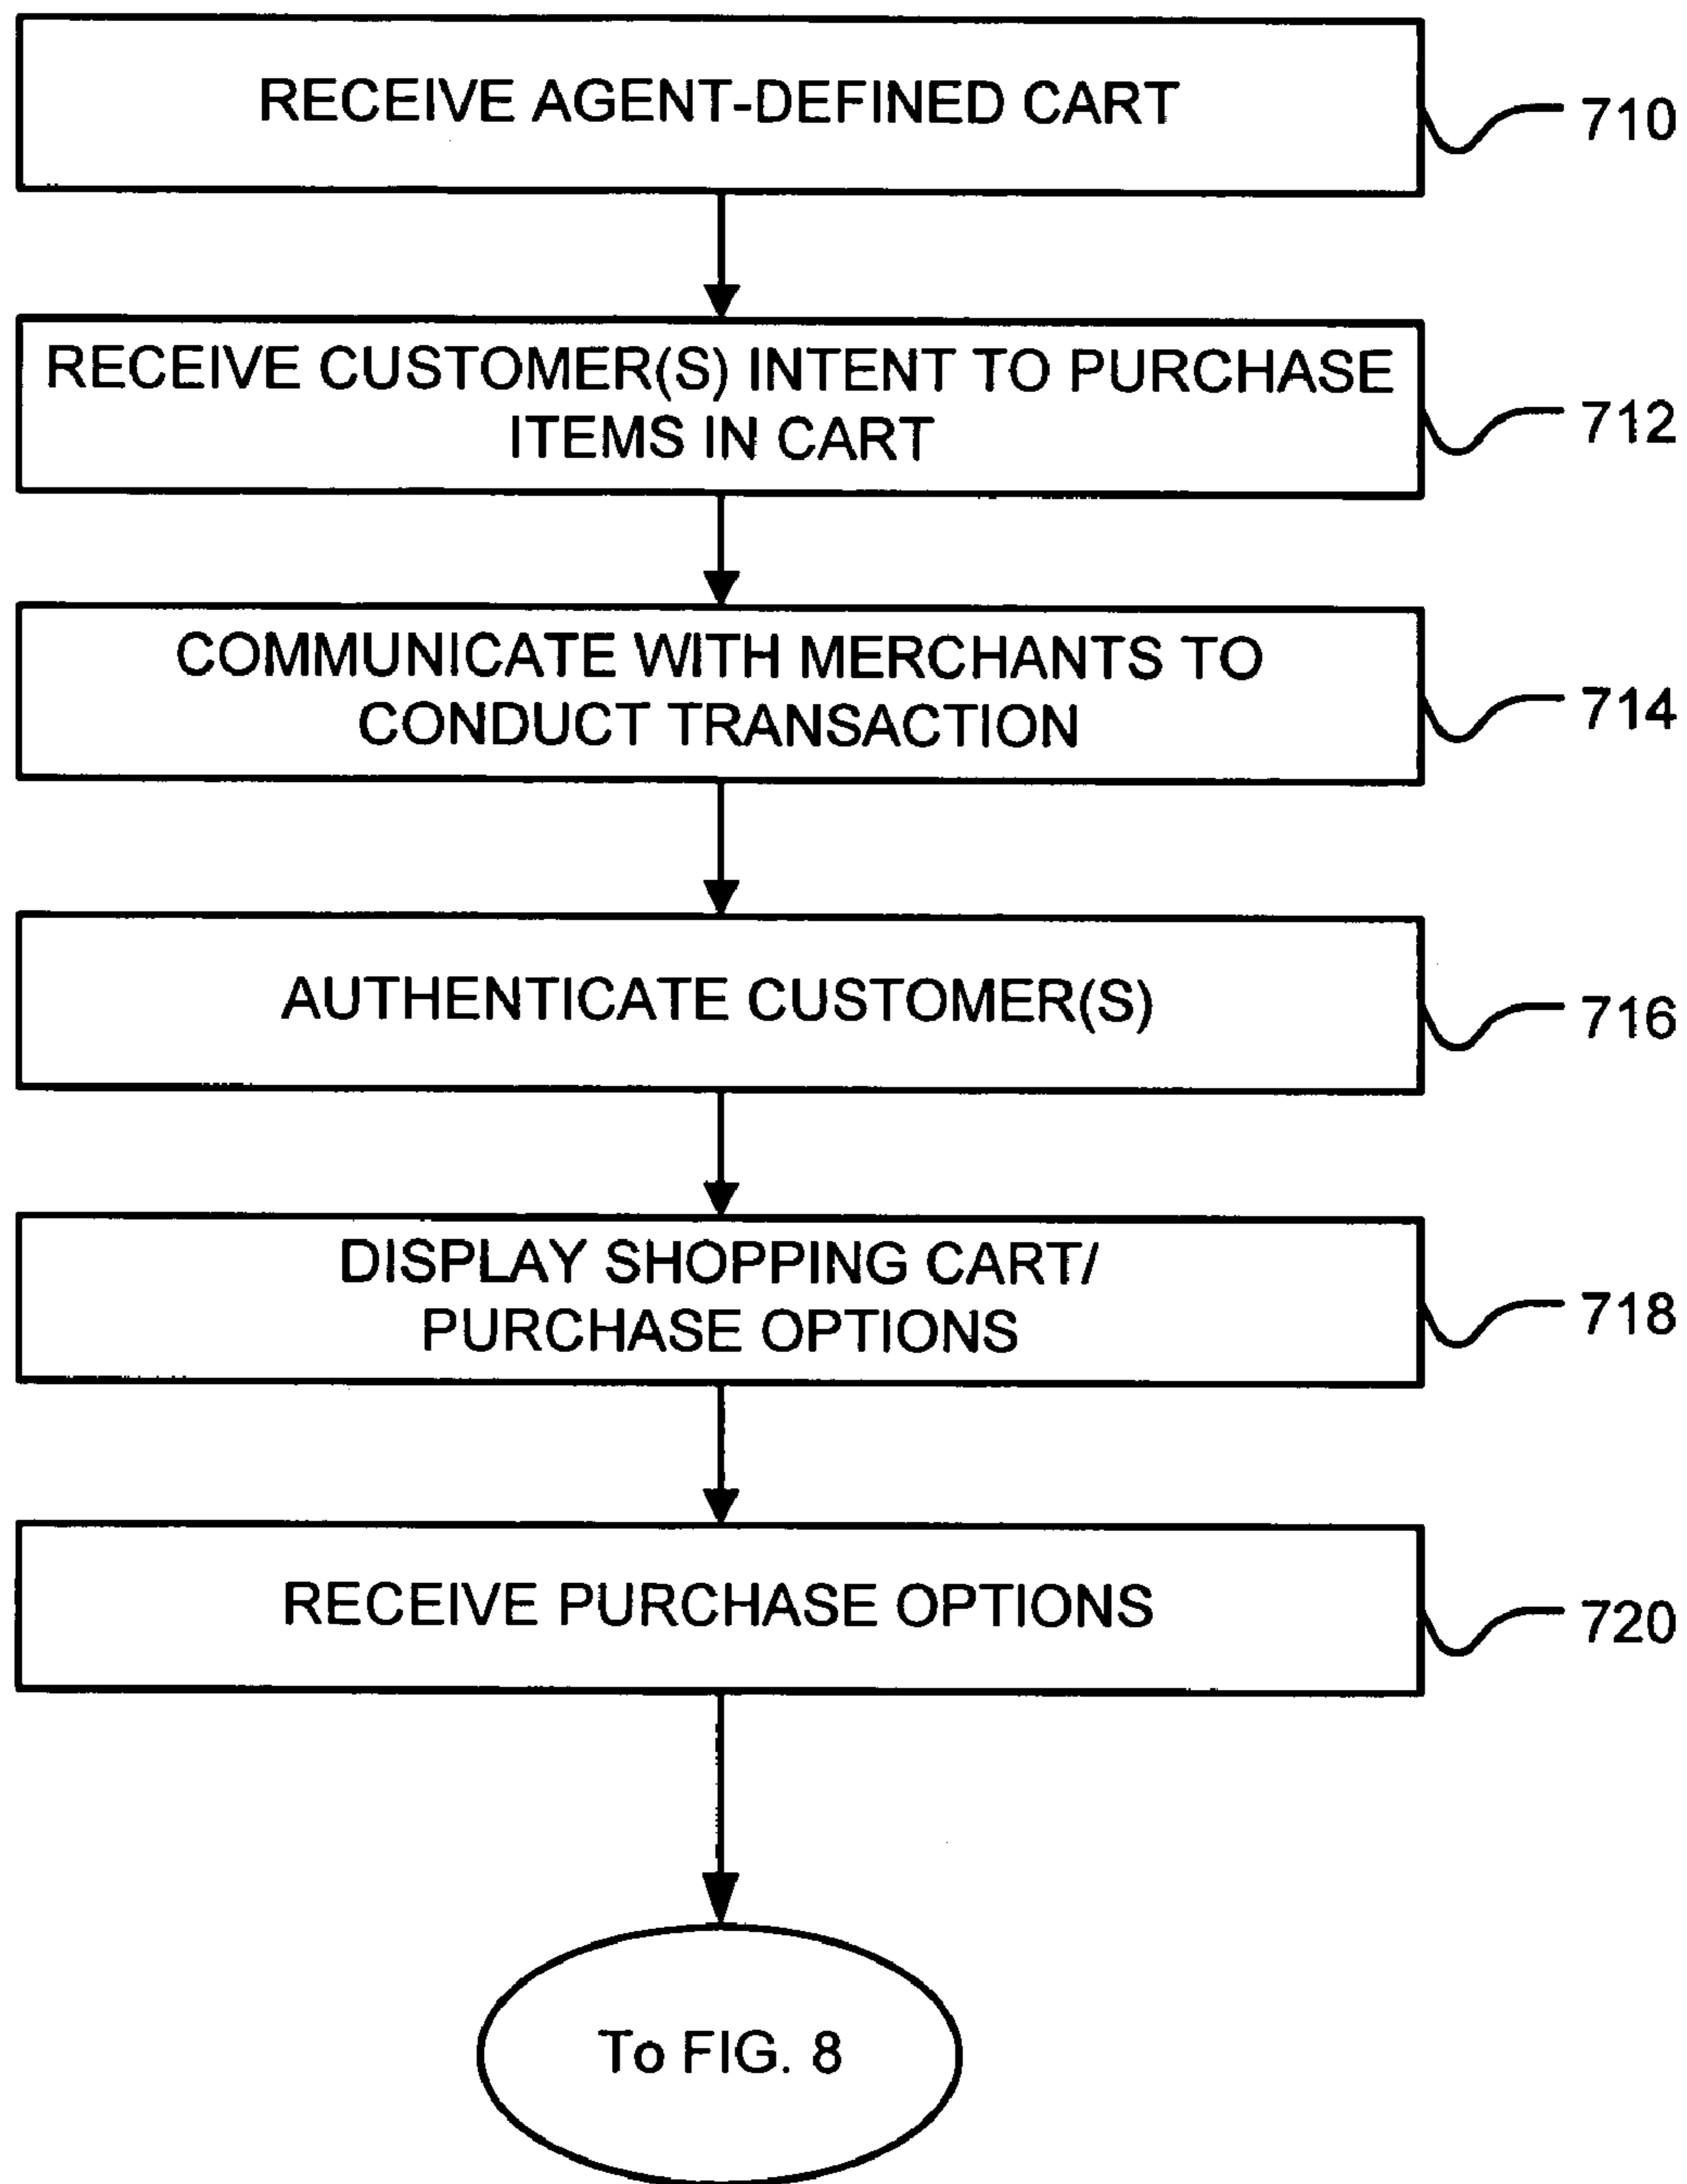 RECEIVE AGENT-DEFINED CART
710
RECEIVE CUSTOMER(S) INTENT TO PURCHASE
ITEMS IN CART
712
COMMUNICATE WITH MERCHANTS TO
CONDUCT TRANSACTION
714
AUTHENTICATE CUSTOMER(S)
716
DISPLAY SHOPPING CART/
PURCHASE OPTIONS
718
RECEIVE PURCHASE OPTIONS
720
To FIG. 8